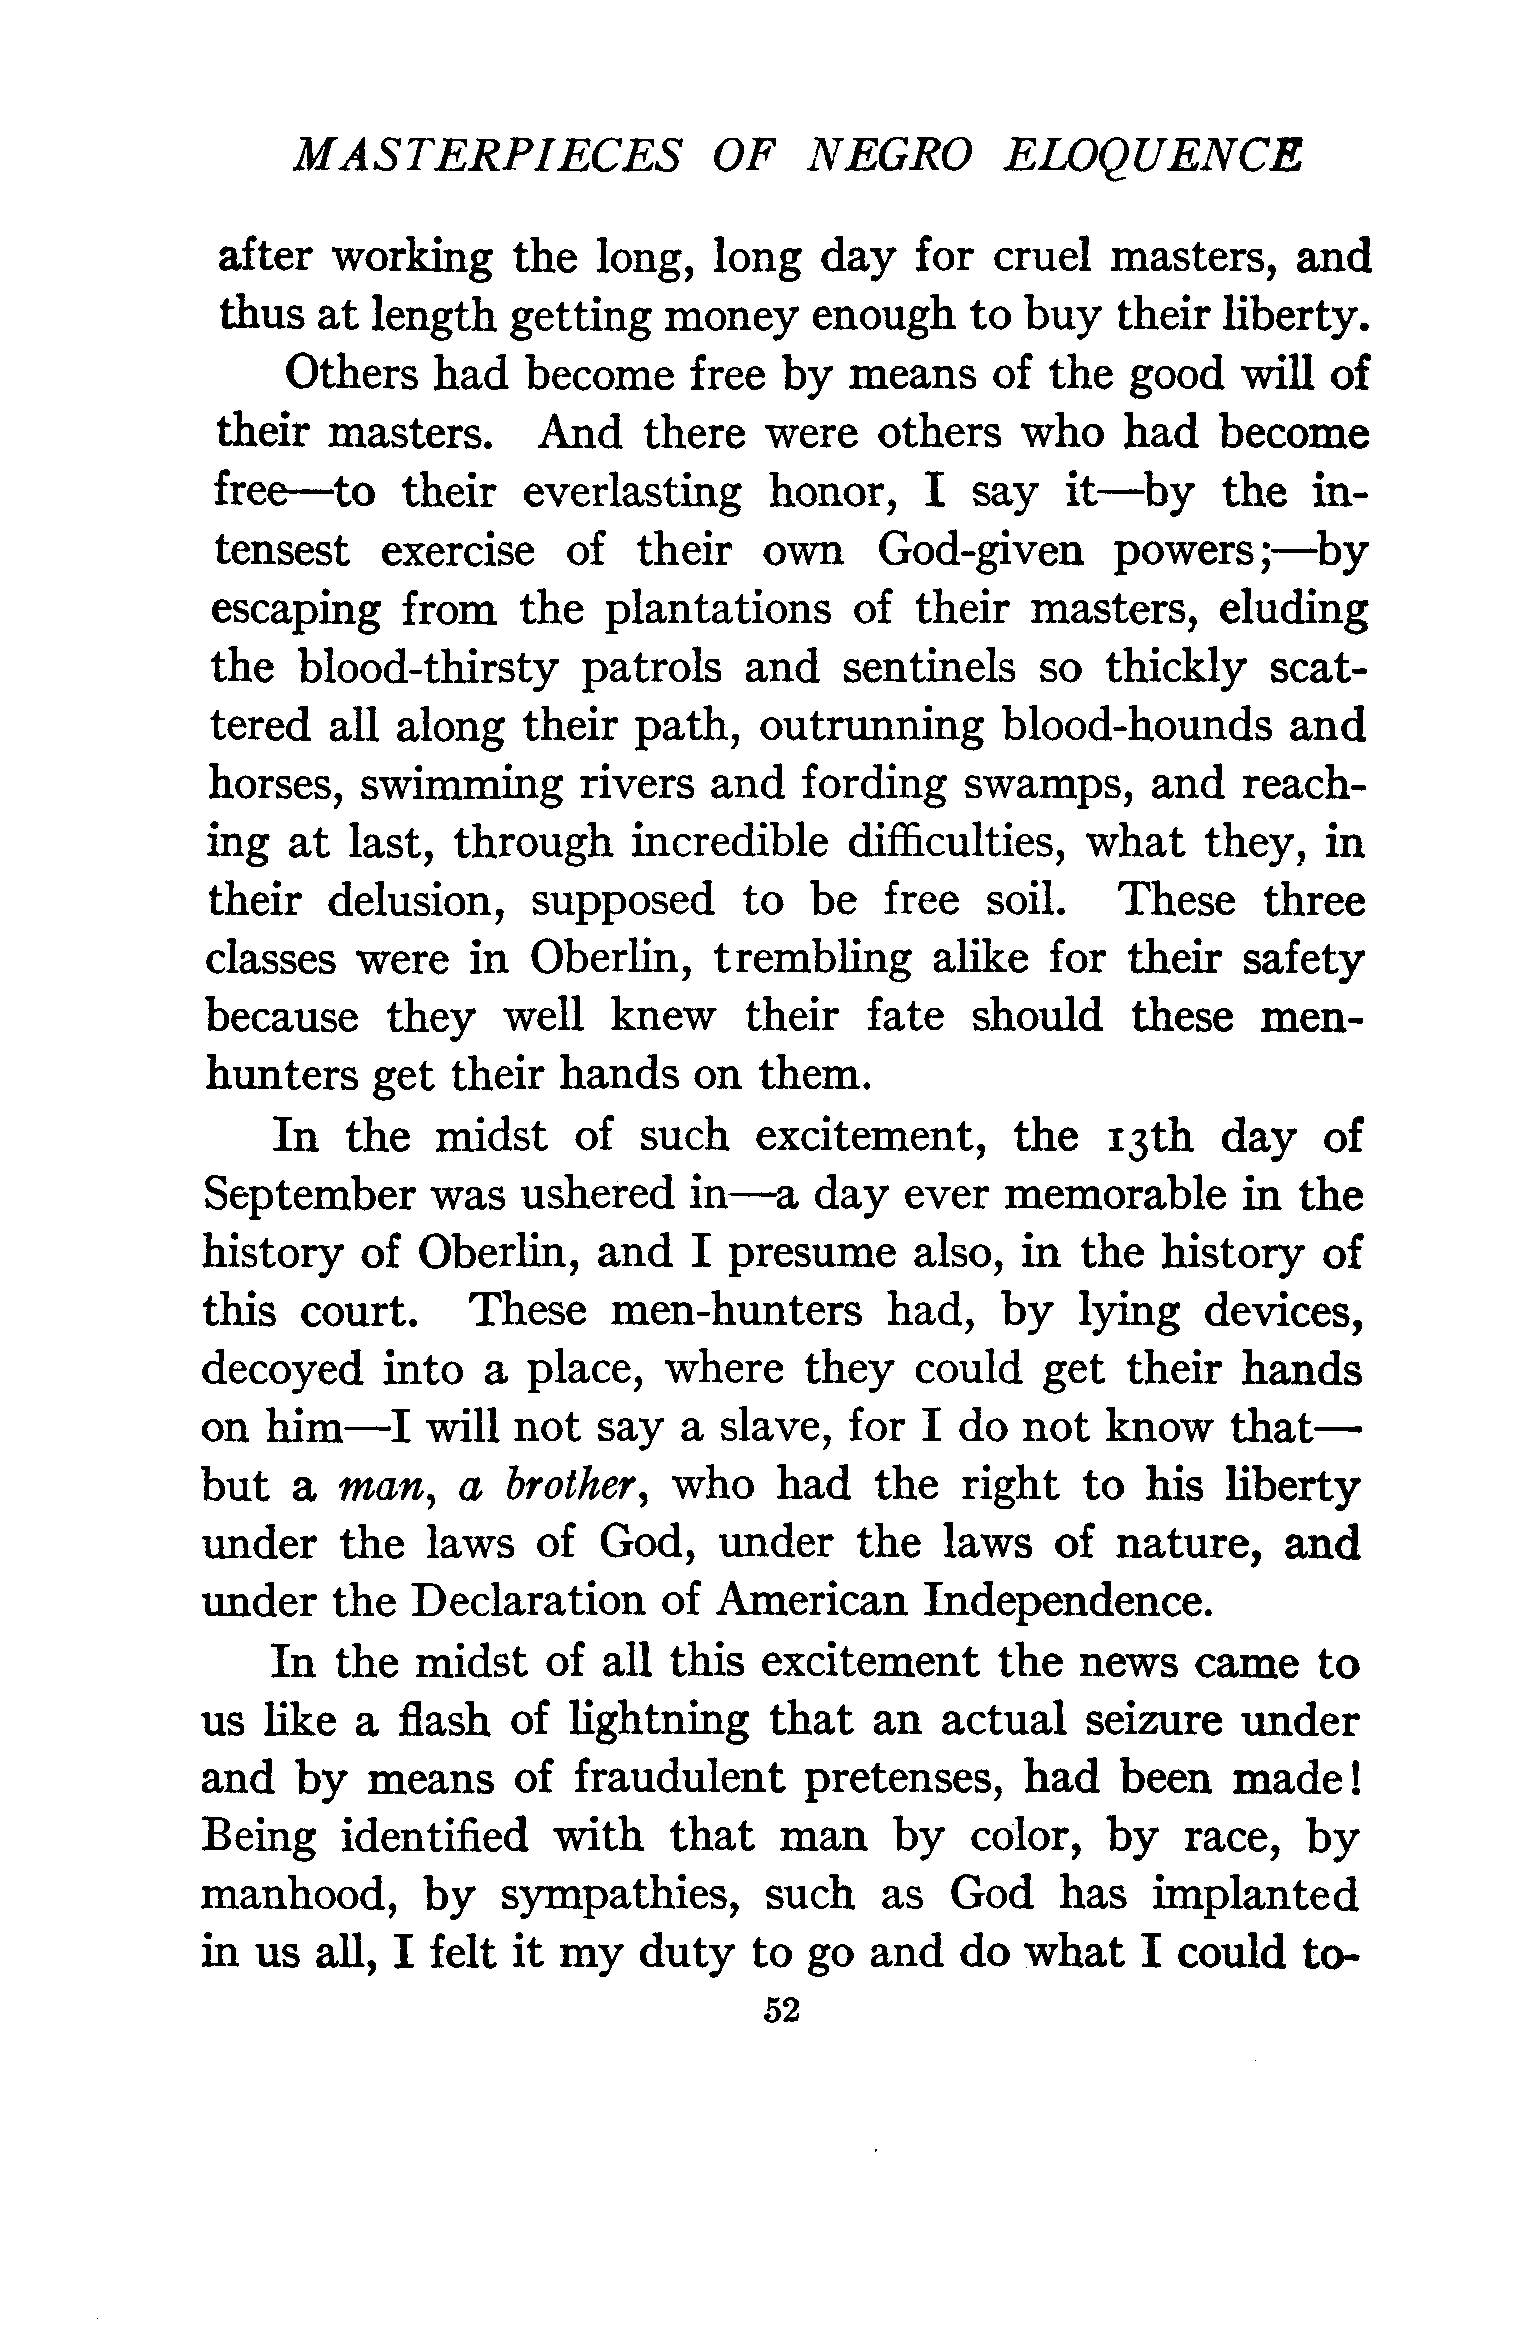 MASTERPIECES OF NEGRO ELOQUENCE
after working the long, long day for cruel masters, and
thus at length getting money enough to buy their liberty.
Others had become free by means of the good will of
their masters. And there were others who had become
free—to their everlasting honor, I say it—by the in-
tensest exercise of their own God-given powers;—by
escaping from the plantations of their masters, eluding
the blood-thirsty patrols and sentinels so thickly scat-
tered all along their path, outrunning blood-hounds and
horses, swimming rivers and fording swamps, and reach-
ing at last, through incredible difficulties, what they, in
their delusion, supposed to be free soil. These three
classes were in Oberlin, trembling alike for their safety
because they well knew their fate should these men-
hunters get their hands on them.
In the midst of such excitement, the 13th day of
September was ushered in—a day ever memorable in the
history of Oberlin, and I presume also, in the history of
this court. These men-hunters had, by lying devices,
decoyed into a place, where they could get their hands
on him—I will not say a slave, for I do not know that—
but a man, a brother, who had the right to his liberty
under the laws of God, under the laws of nature, and
under the Declaration of American Independence.
In the midst of all this excitement the news came to
us like a flash of lightning that an actual seizure under
and by means of fraudulent pretenses, had been made!
Being identified with that man by color, by race, by
manhood, by sympathies, such as God has implanted
in us all, I felt it my duty to go and do what I could to-
52